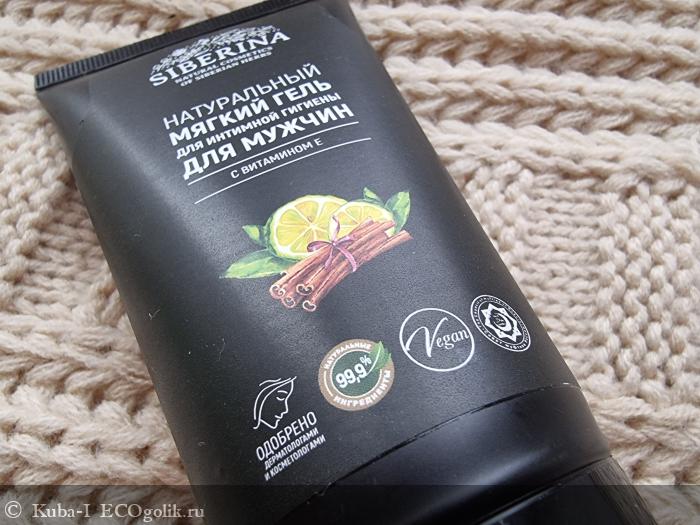 SIBERINA
NATURAL COSMETICS
OF SIBERIAN HERBS
НАТУРАЛЬНЫЙ
МЯГКИЙ ГЕЛЬ
ДЛЯ ИНТИМНОЙ ГИГИЕНЫ
ДЛЯ МУЖЧИН
С ВИТАМИНОМ Е
НАТУРАЛЬНЫЕ
99,9%
ИНГРЕДИЕНТЫ
Vegan
ОДОБРЕНО
ДЕРМАТОЛОГАМИ
И КОСМЕТОЛОГАМИ
© Kuba-I ECOgolik.ru